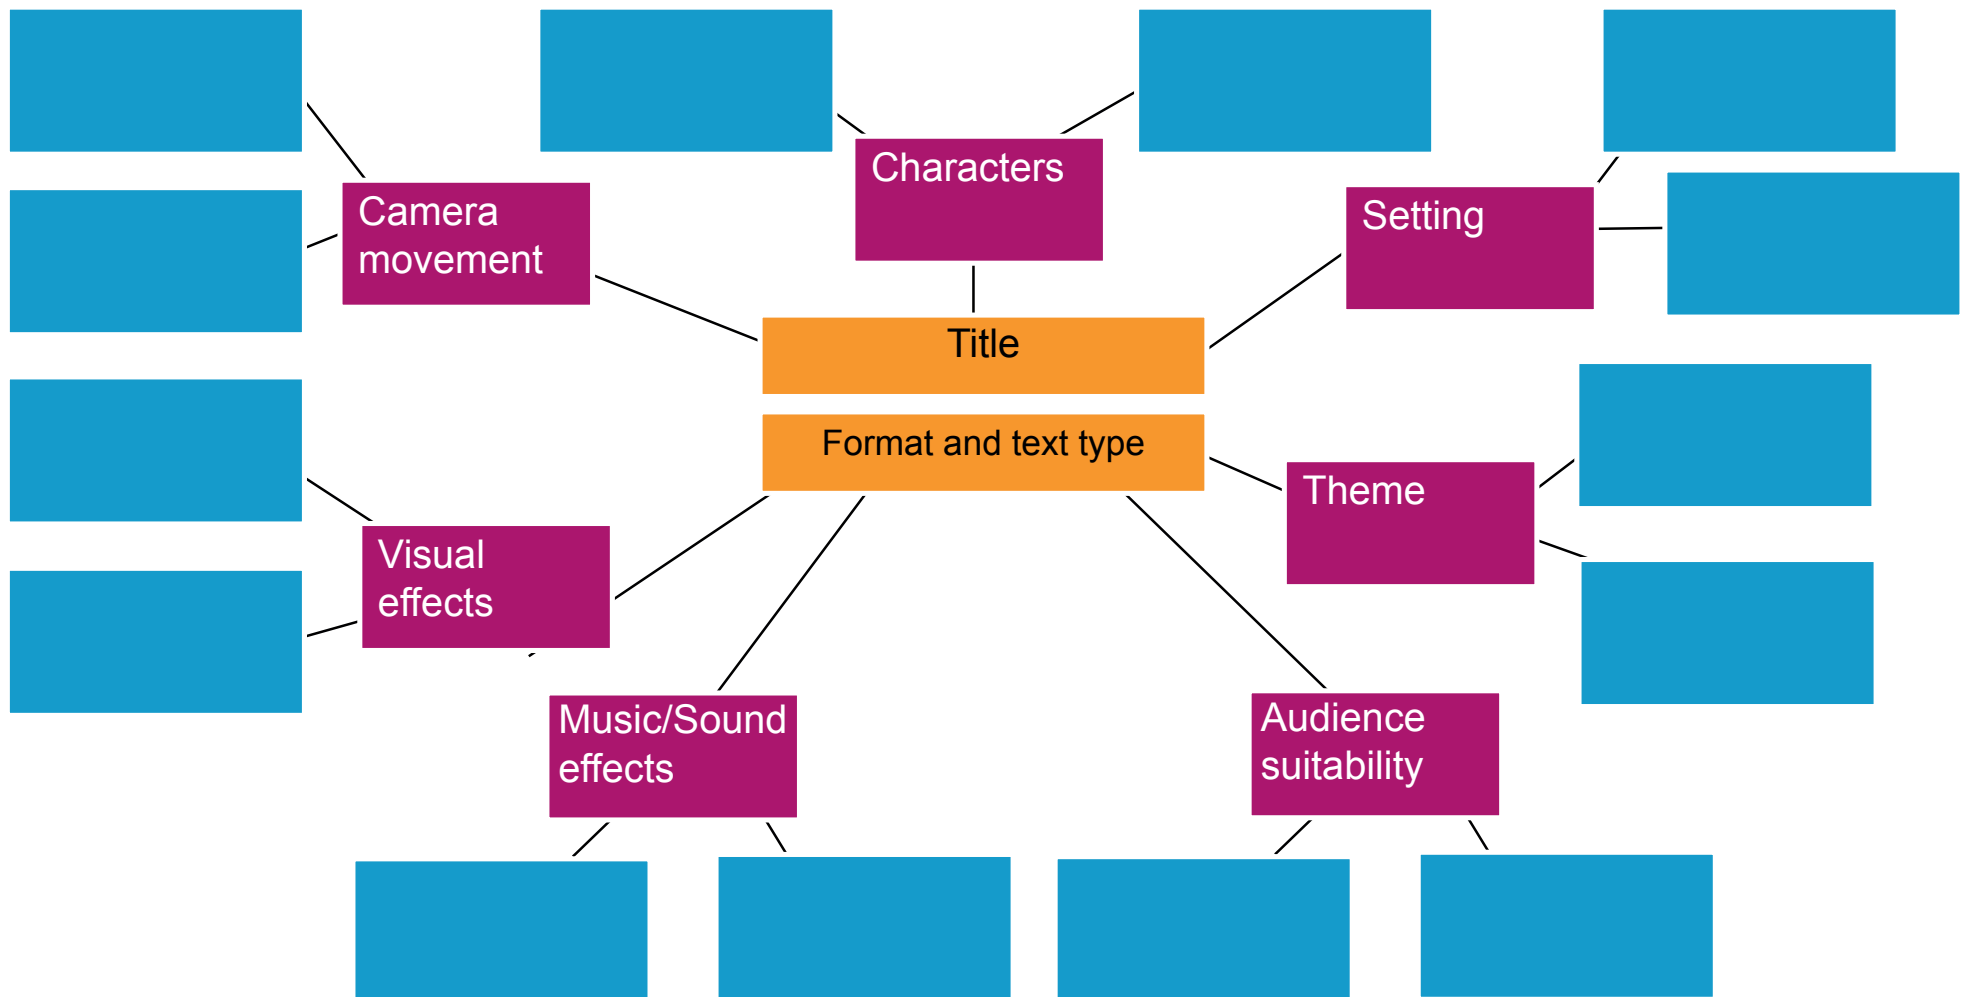 Characters
Camera
movement
Setting
Title
Format and text type
Theme
Visual
effects
Music/Sound
effects
Audience
suitability